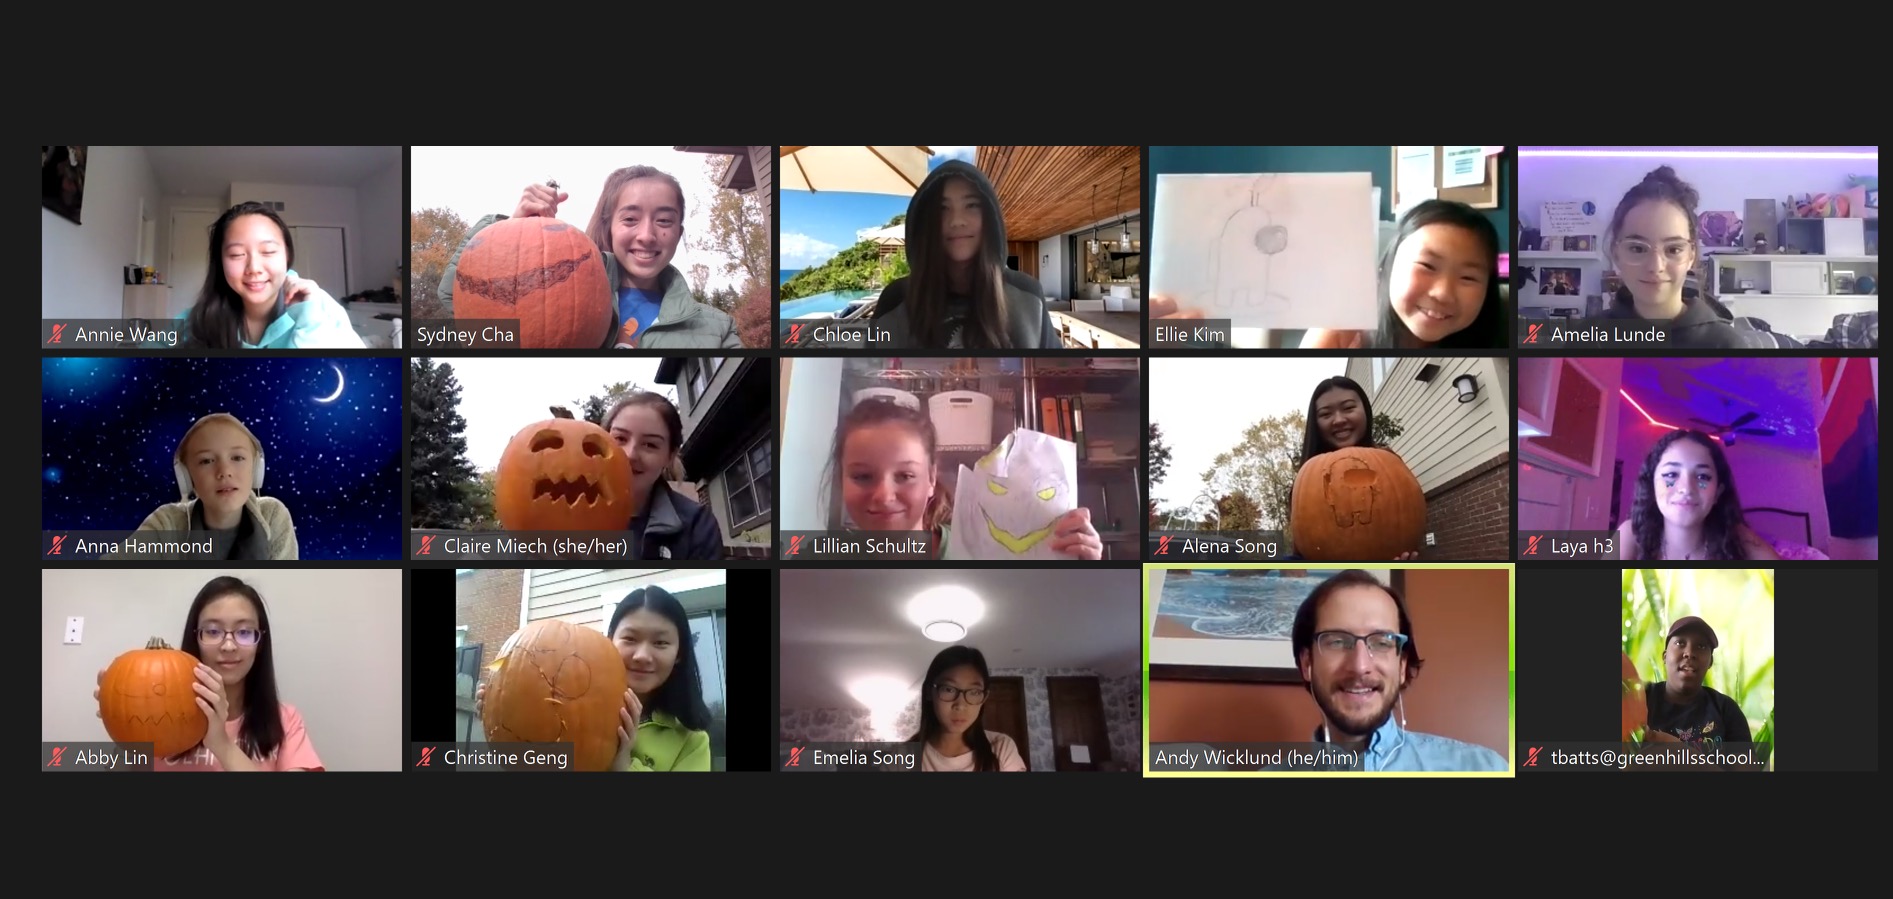 Annie Wang
Sydney Cha
Chloe Lin
Ellie Kim
Amelia Lunde
Anna Hammond
Claire Miech (she/her)
Lillian Schultz
Alena Song
Laya h3
Abby Lin
Christine Geng
Emelia Song
Andy Wicklund (he/him)
tbatts@greenhillsschool...